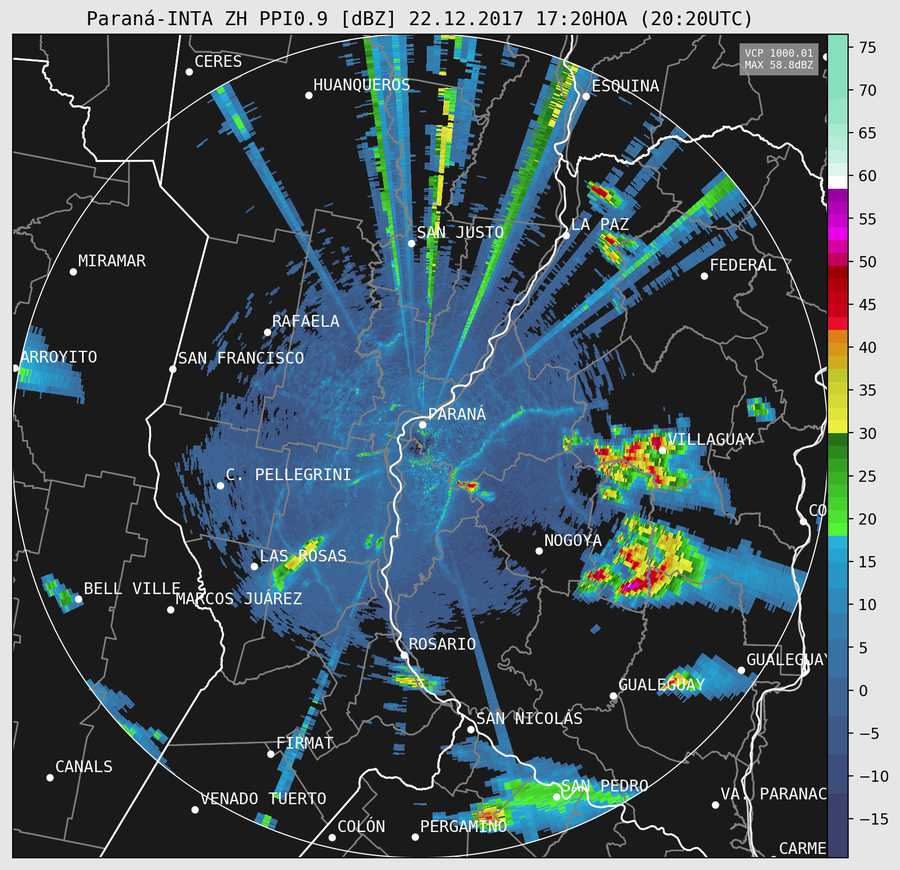 Paraná-INTA ZH PPI0.9 [dBZ] 22.12.2017 17:20HOA (20:20UTC)
VCP 1000.01
MAX 58.8dBZ
CERES
HUANQUEROS
ESQUINA
SAN JUSTO
LA PAZ
MIRAMAR
FEDERAL
RAFAELA
ARROYITO
SAN FRANCISCO
PARANÁ
VILLAGUAY
C. PELLEGRINI
CO
NOGOYA
LAS ROSAS
BELL VILLE
MARCOS JUÁREZ
ROSARIO
GUALEGUAY
GUALEGUAY
SAN NICOLÁS
FIRMAT
CANALS
SAN PEDRO
VENADO TUERTO
VA. PARANAC
COLÓN
PERGAMINO
CARME
75
70
65
60
55
50
45
40
35
30
25
20
15
10
5
0
−5
−10
−15